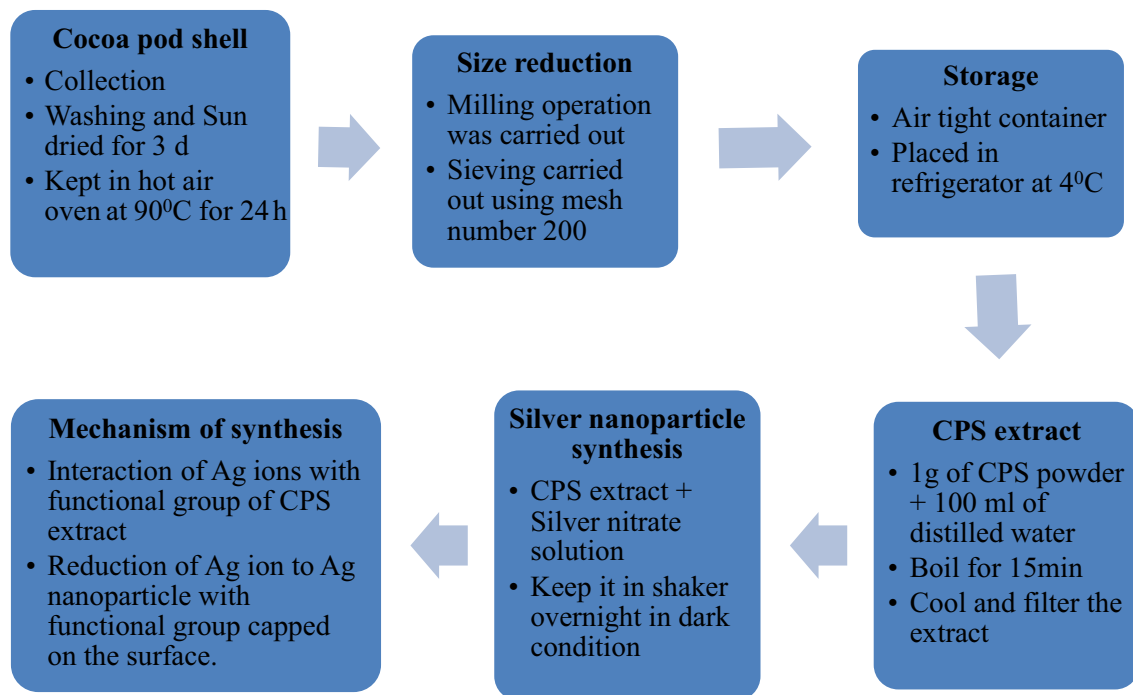 Cocoa pod shell
• Collection
• Washing and Sun
dried for 3 d
• Kept in hot air
oven at 90⁰C for 24 h
Size reduction
• Milling operation
was carried out
• Sieving carried
out using mesh
number 200
Storage
• Air tight container
• Placed in
refrigerator at 4⁰C
CPS extract
• 1g of CPS powder
+ 100 ml of
distilled water
• Boil for 15min
• Cool and filter the
extract
Silver nanoparticle
synthesis
• CPS extract +
Silver nitrate
solution
• Keep it in shaker
overnight in dark
condition
Mechanism of synthesis
• Interaction of Ag ions with
functional group of CPS
extract
• Reduction of Ag ion to Ag
nanoparticle with
functional group capped
on the surface.